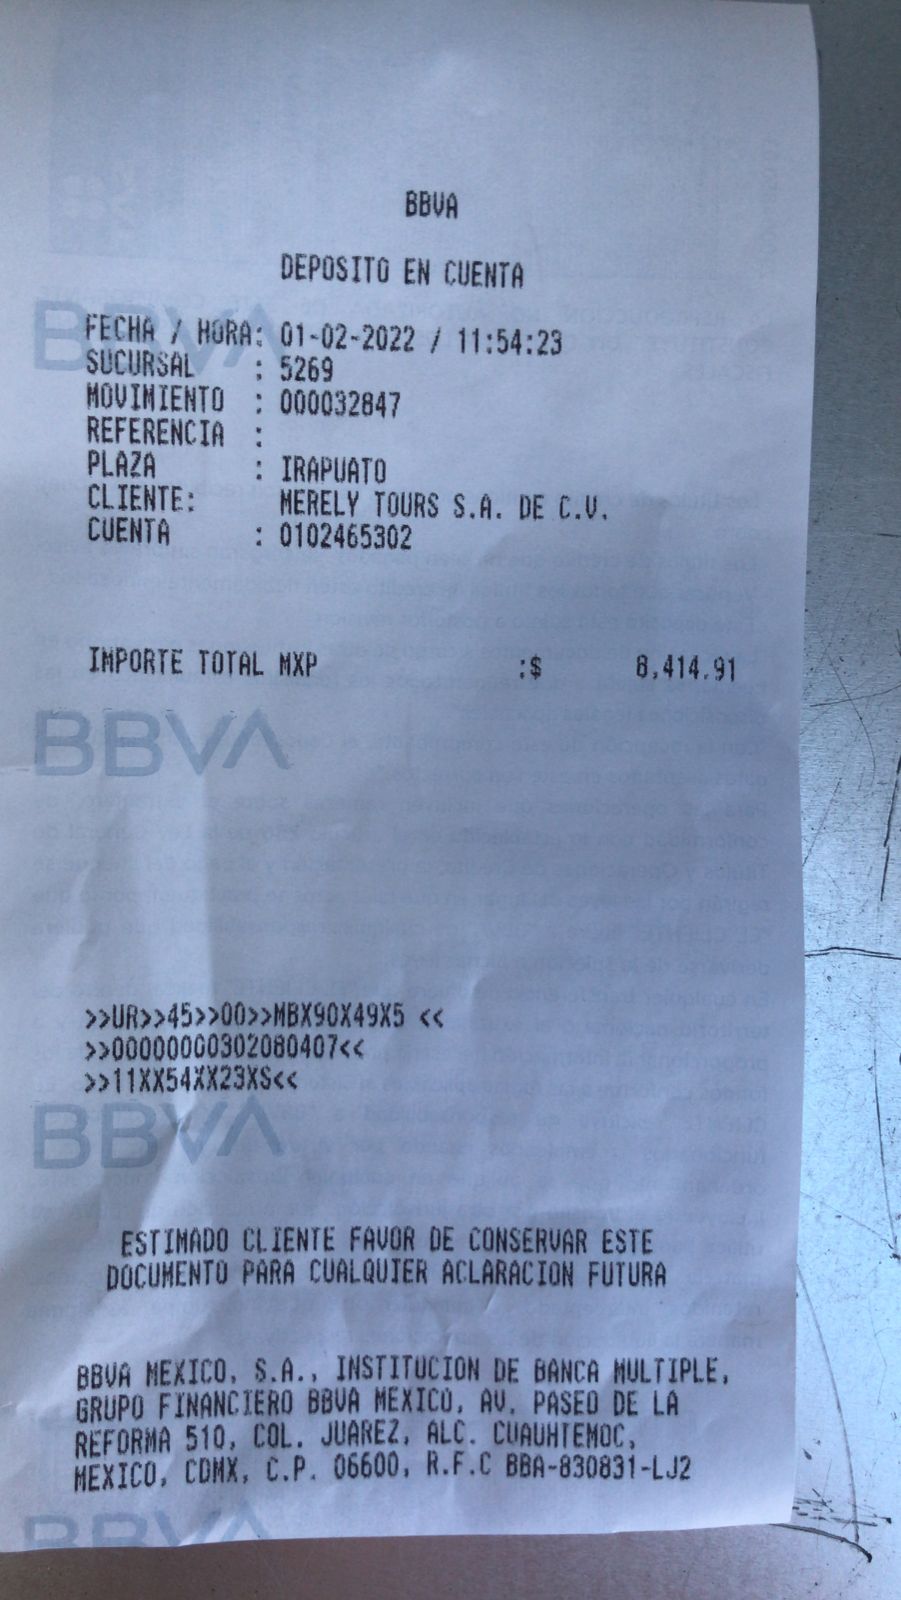 BBVA
DEPOSITO EN CUENTA
FECHA / HORA: 01-02-2022 / 11:54:23
SUCURSAL : 5269
MOVIMIENTO : 000032847
REFERENCIA :
PLAZA : IRAPUATO
CLIENTE: MERELY TOURS S.A. DE C.V.
CUENTA : 0102465302
IMPORTE TOTAL MXP :$ 8,414.91
BBVA
>>UR>>45>>00>>MBX90X49X5 <<
>>00000000302080407<<
>>11XX54XX23XS<<
BBVA
ESTIMADO CLIENTE FAVOR DE CONSERVAR ESTE
DOCUMENTO PARA CUALQUIER ACLARACION FUTURA
BBVA MEXICO, S.A., INSTITUCION DE BANCA MULTIPLE,
GRUPO FINANCIERO BBVA MEXICO, AV. PASEO DE LA
REFORMA 510, COL. JUAREZ, ALC. CUAUHTEMOC,
MEXICO, CDMX, C.P. 06600, R.F.C BBA-830831-LJ2
BBVA